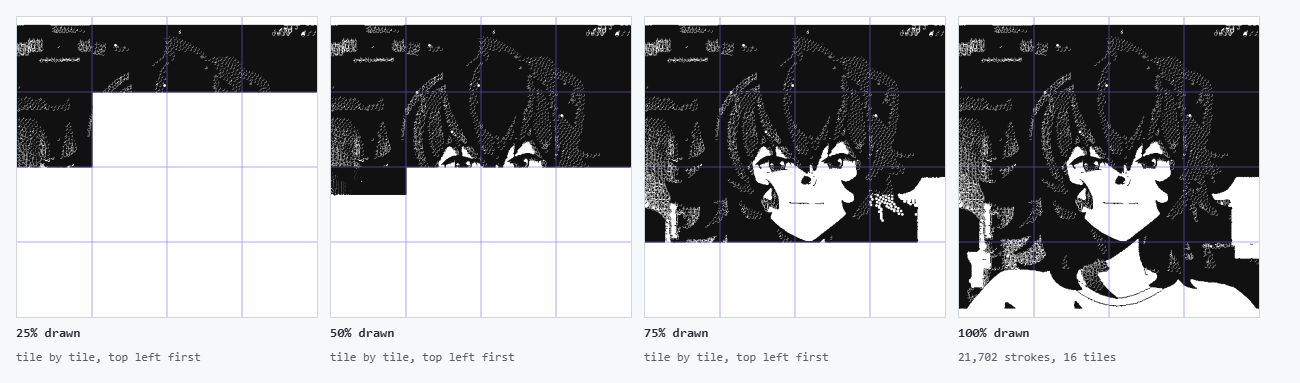 25% drawn
tile by tile, top left first
50% drawn
tile by tile, top left first
75% drawn
tile by tile, top left first
100% drawn
21,702 strokes, 16 tiles